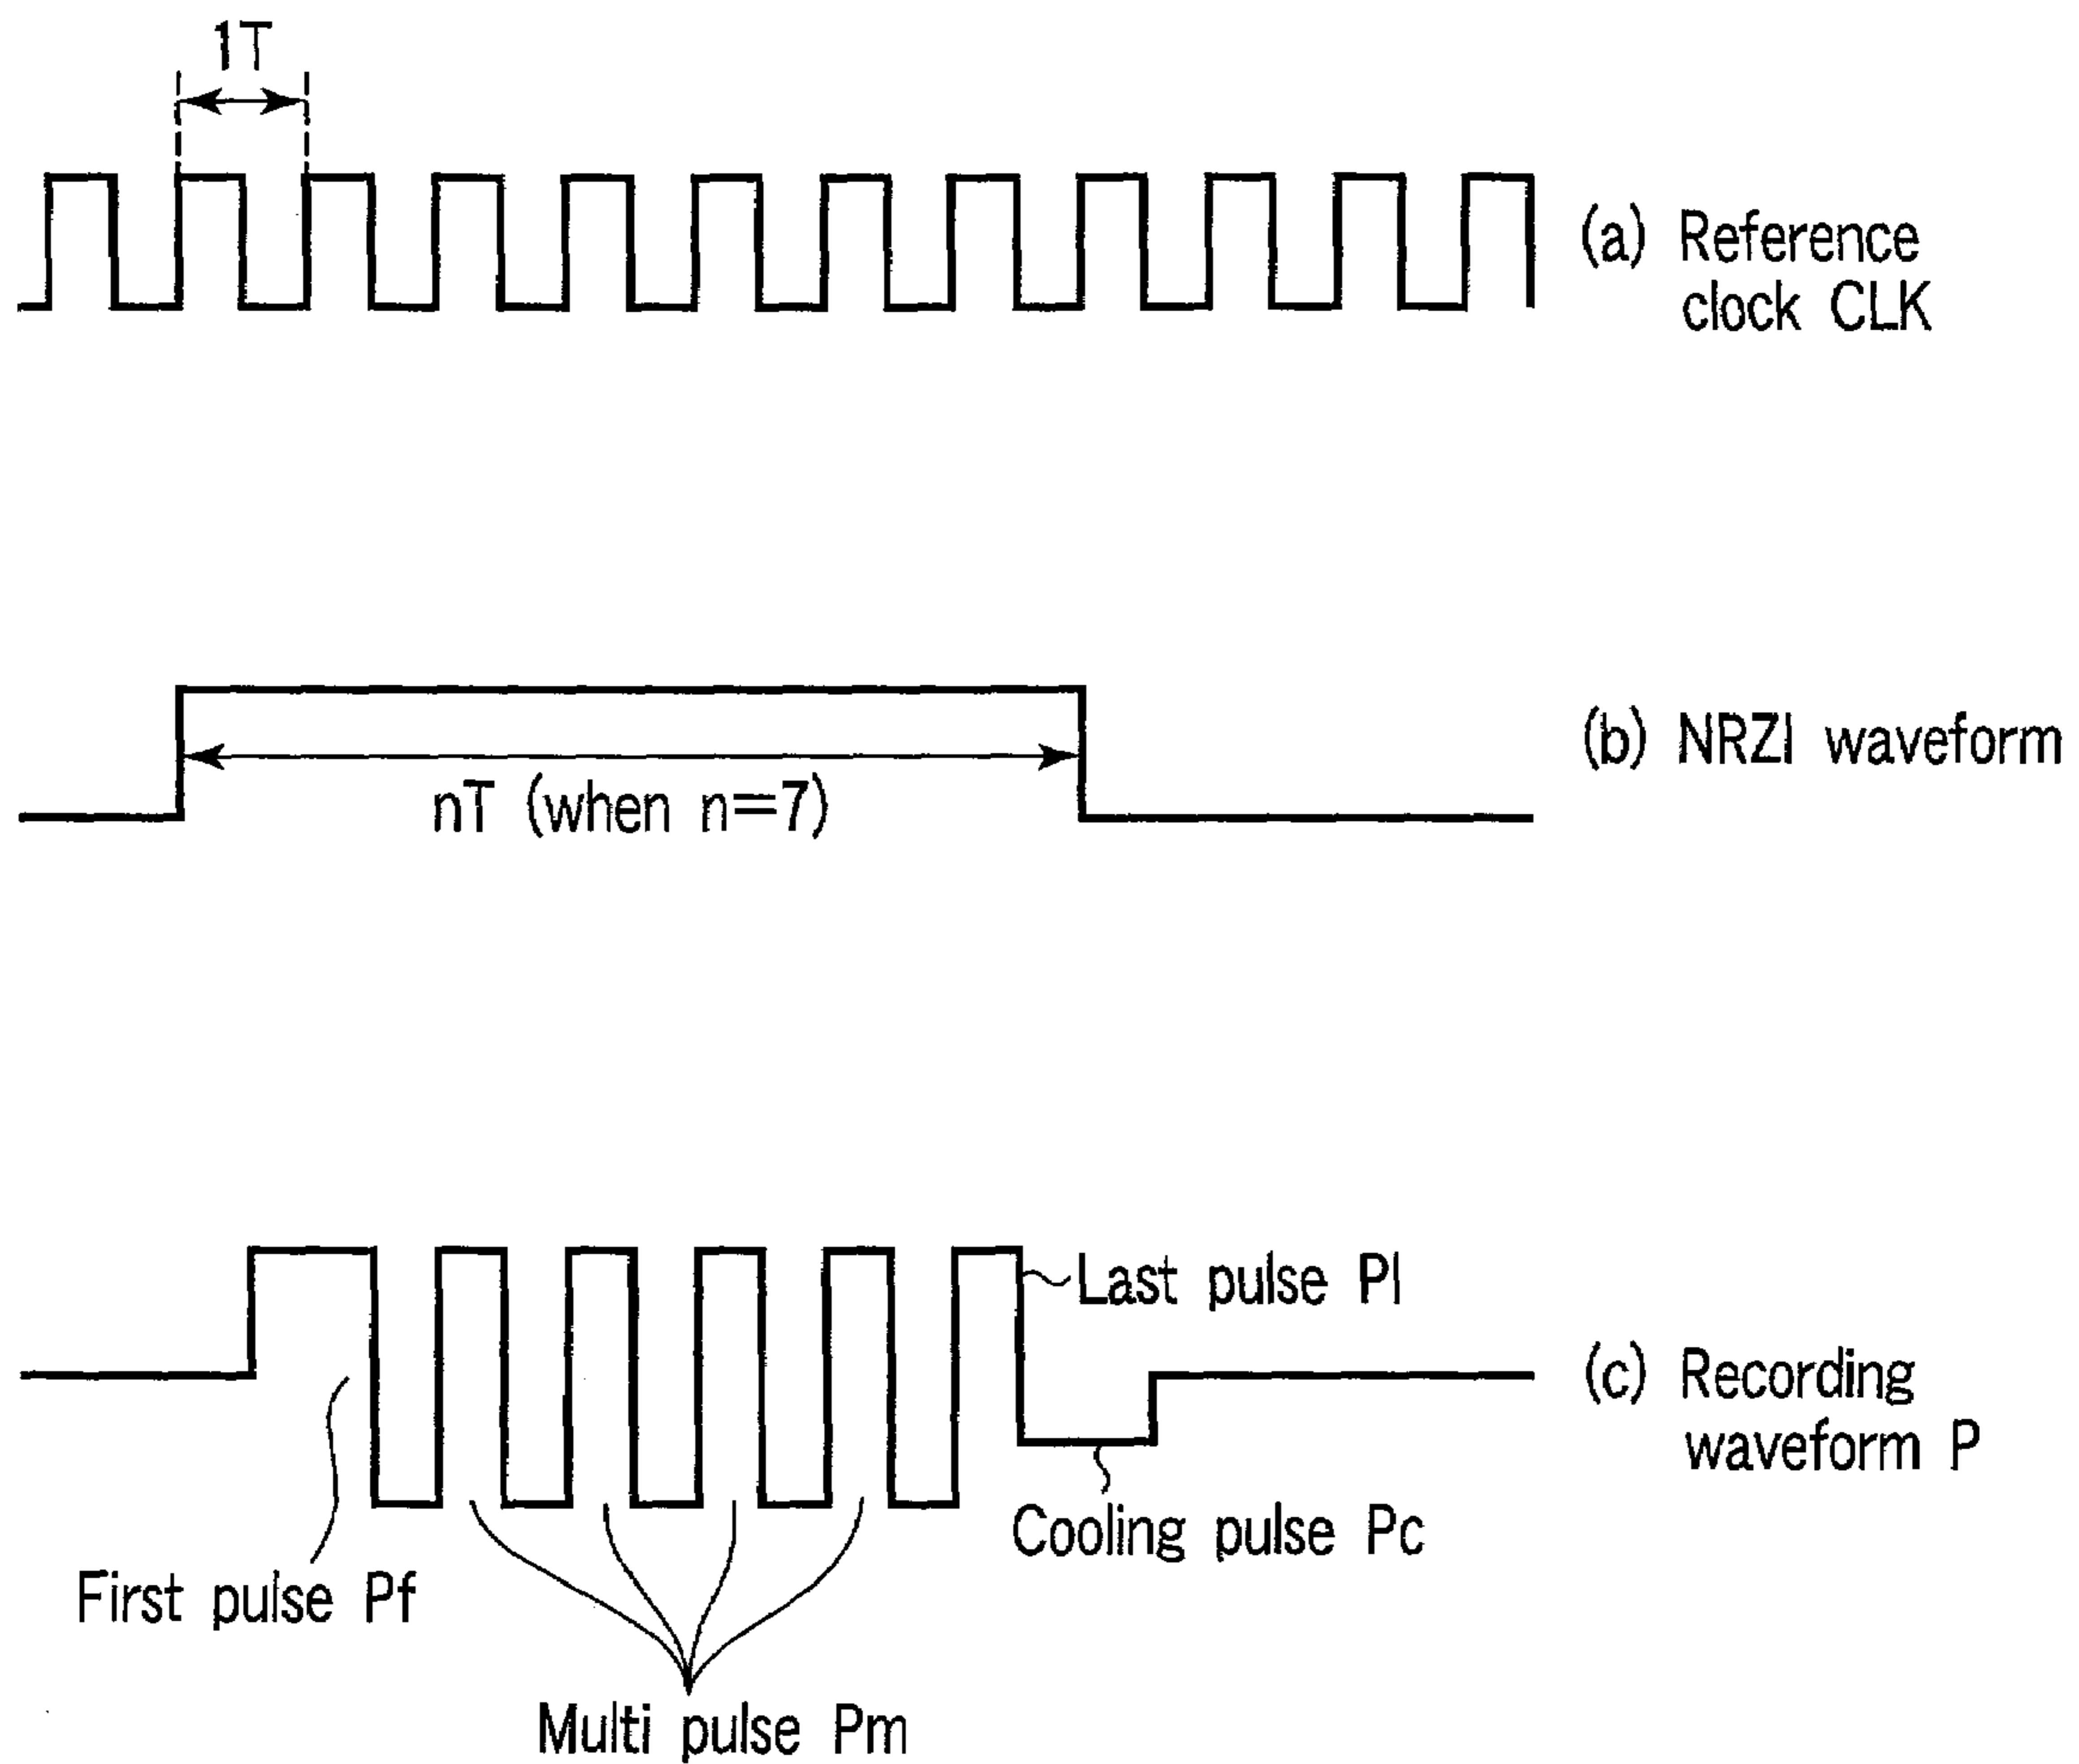 1T
(a) Reference
clock CLK
(b) NRZI waveform
nT (when n=7)
Last pulse Pl
(c) Recording
waveform P
Cooling pulse Pc
First pulse Pf
Multi pulse Pm